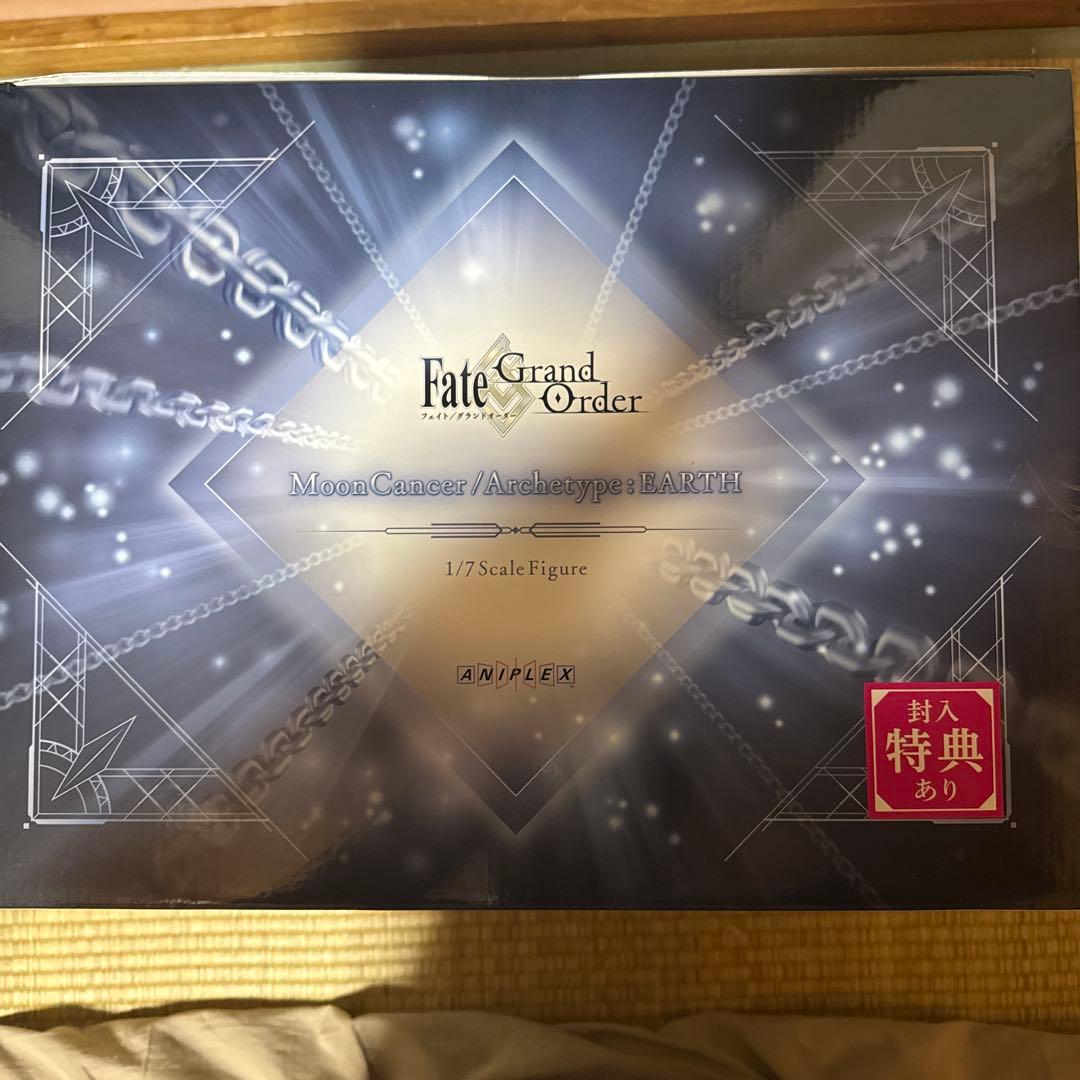 Fate Grand Order
フェイト/グランドオーダー
MoonCancer/Archetype:EARTH
1/7 Scale Figure
ANIPLEX
封入
特典
あり